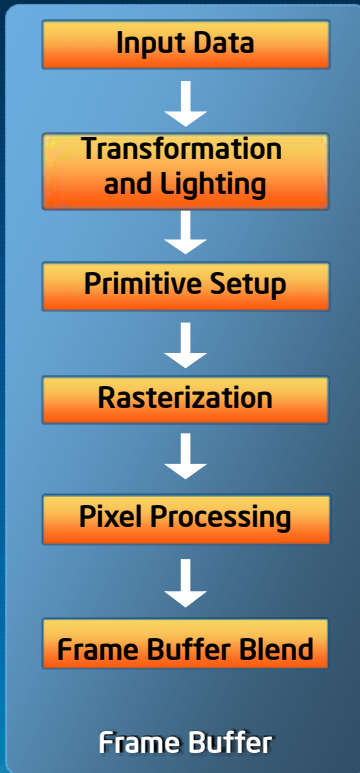 Input Data
Transformation
and Lighting
Primitive Setup
Rasterization
Pixel Processing
Frame Buffer Blend
Frame Buffer